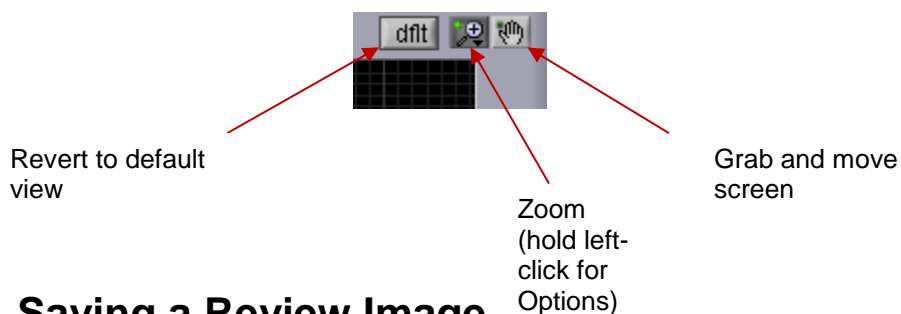 dflt
Revert to default
view
Grab and move
screen
Zoom
(hold left-
click for
Options)
Saving a Review Image